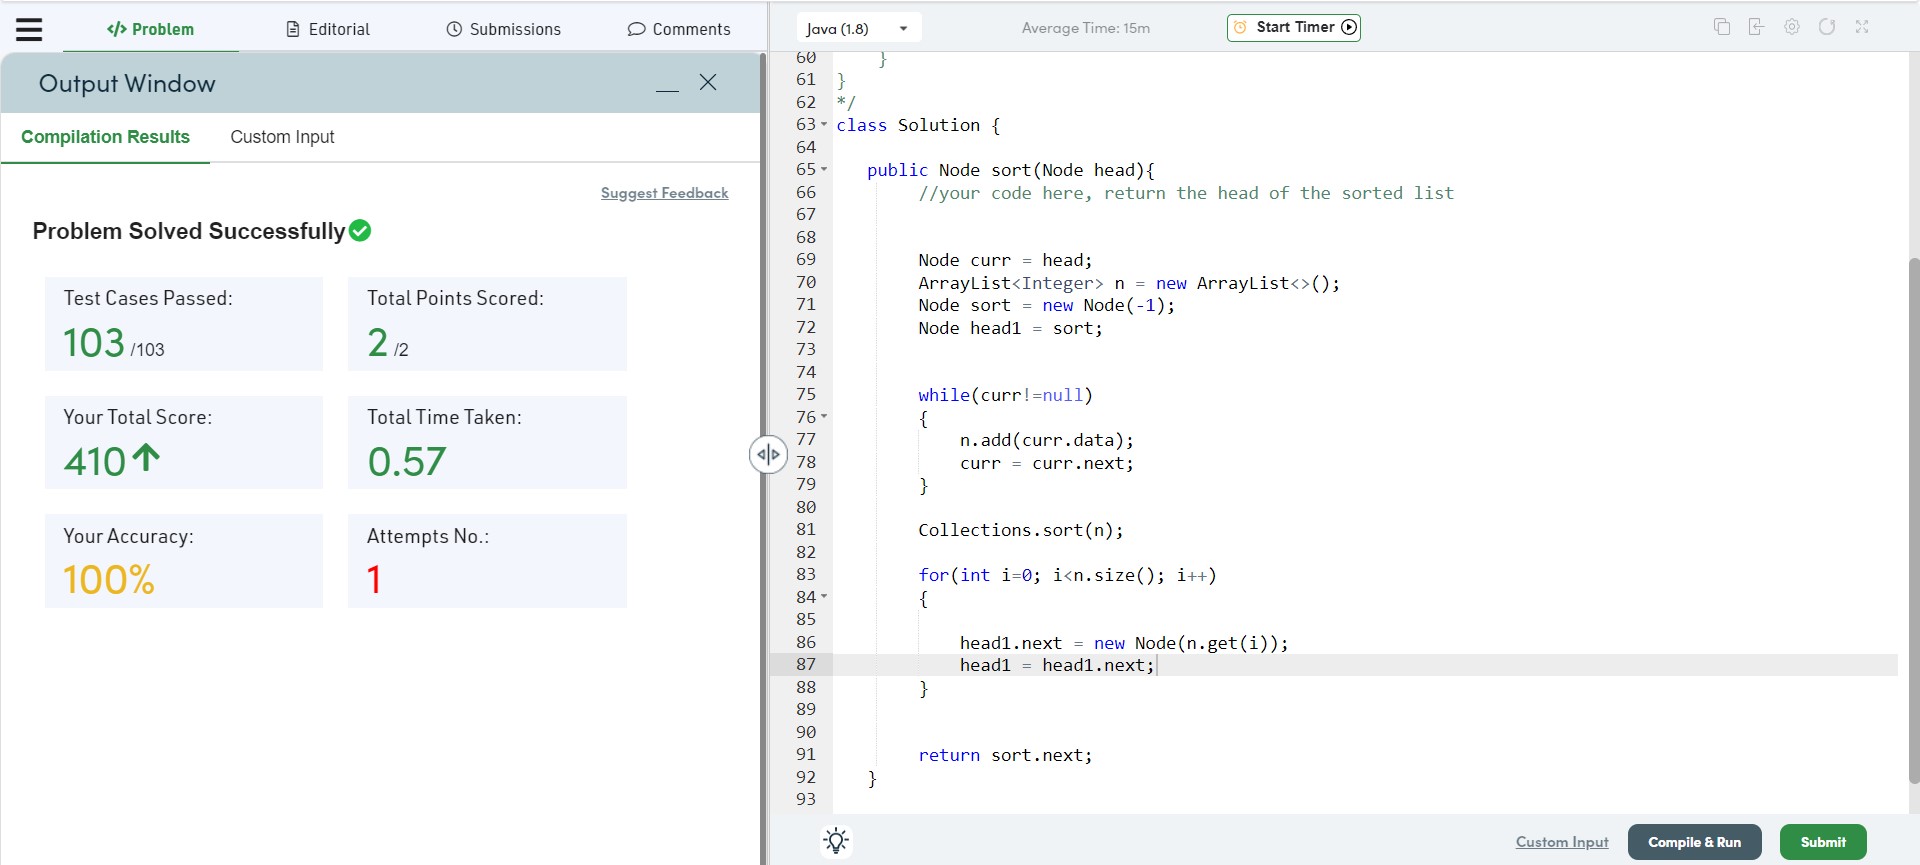 </> Problem
Editorial
Submissions
Comments
Java (1.8)
Average Time: 15m
Start Timer
Output Window
Compilation Results
Custom Input
Suggest Feedback
Problem Solved Successfully
Test Cases Passed:
103 /103
Total Points Scored:
2 /2
Your Total Score:
410
Total Time Taken:
0.57
Your Accuracy:
100%
Attempts No.:
1
60 }
61 }
62 */
63 class Solution {
64
65 public Node sort(Node head){
66 //your code here, return the head of the sorted list
67
68
69 Node curr = head;
70 ArrayList<Integer> n = new ArrayList<>();
71 Node sort = new Node(-1);
72 Node head1 = sort;
73
74
75 while(curr!=null)
76 {
77 n.add(curr.data);
78 curr = curr.next;
79 }
80
81 Collections.sort(n);
82
83 for(int i=0; i<n.size(); i++)
84 {
85
86 head1.next = new Node(n.get(i));
87 head1 = head1.next;
88 }
89
90
91 return sort.next;
92 }
93
Custom Input
Compile & Run
Submit